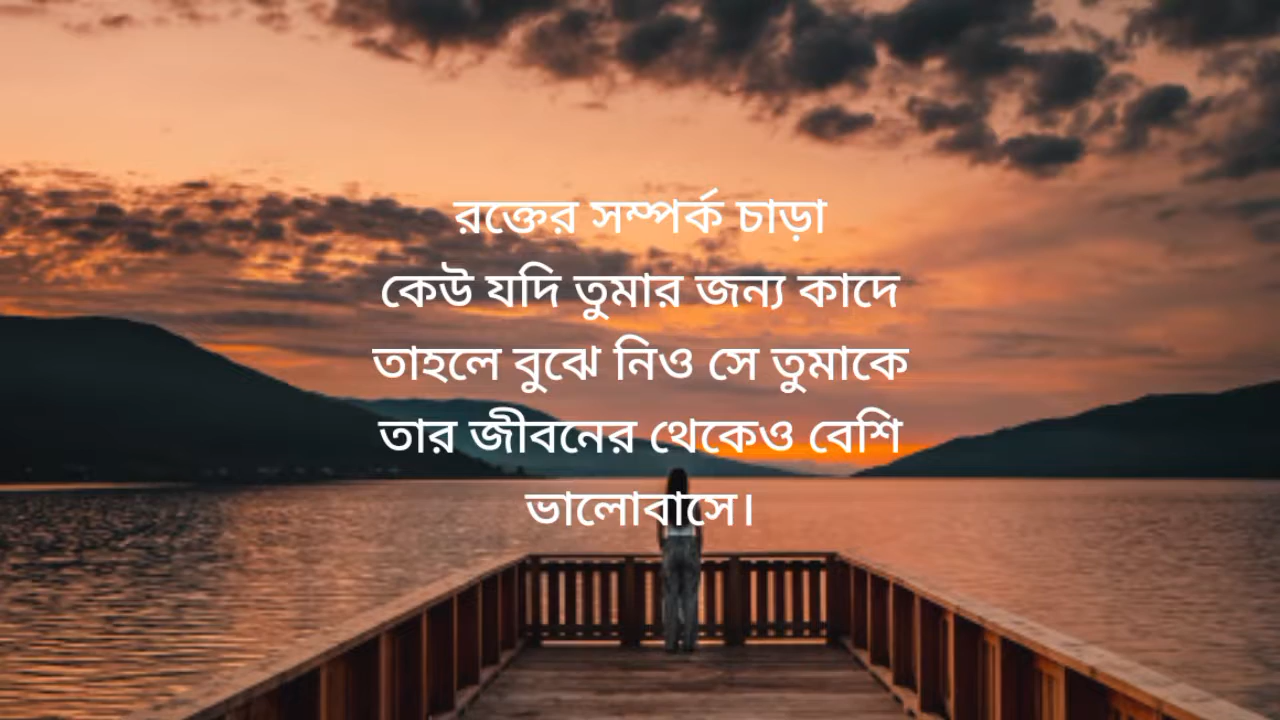 রক্তের সম্পর্ক চাড়া
কেউ যদি তুমার জন্য কাদে
তাহলে বুঝে নিও সে তুমাকে
তার জীবনের থেকেও বেশি
ভালোবাসে।